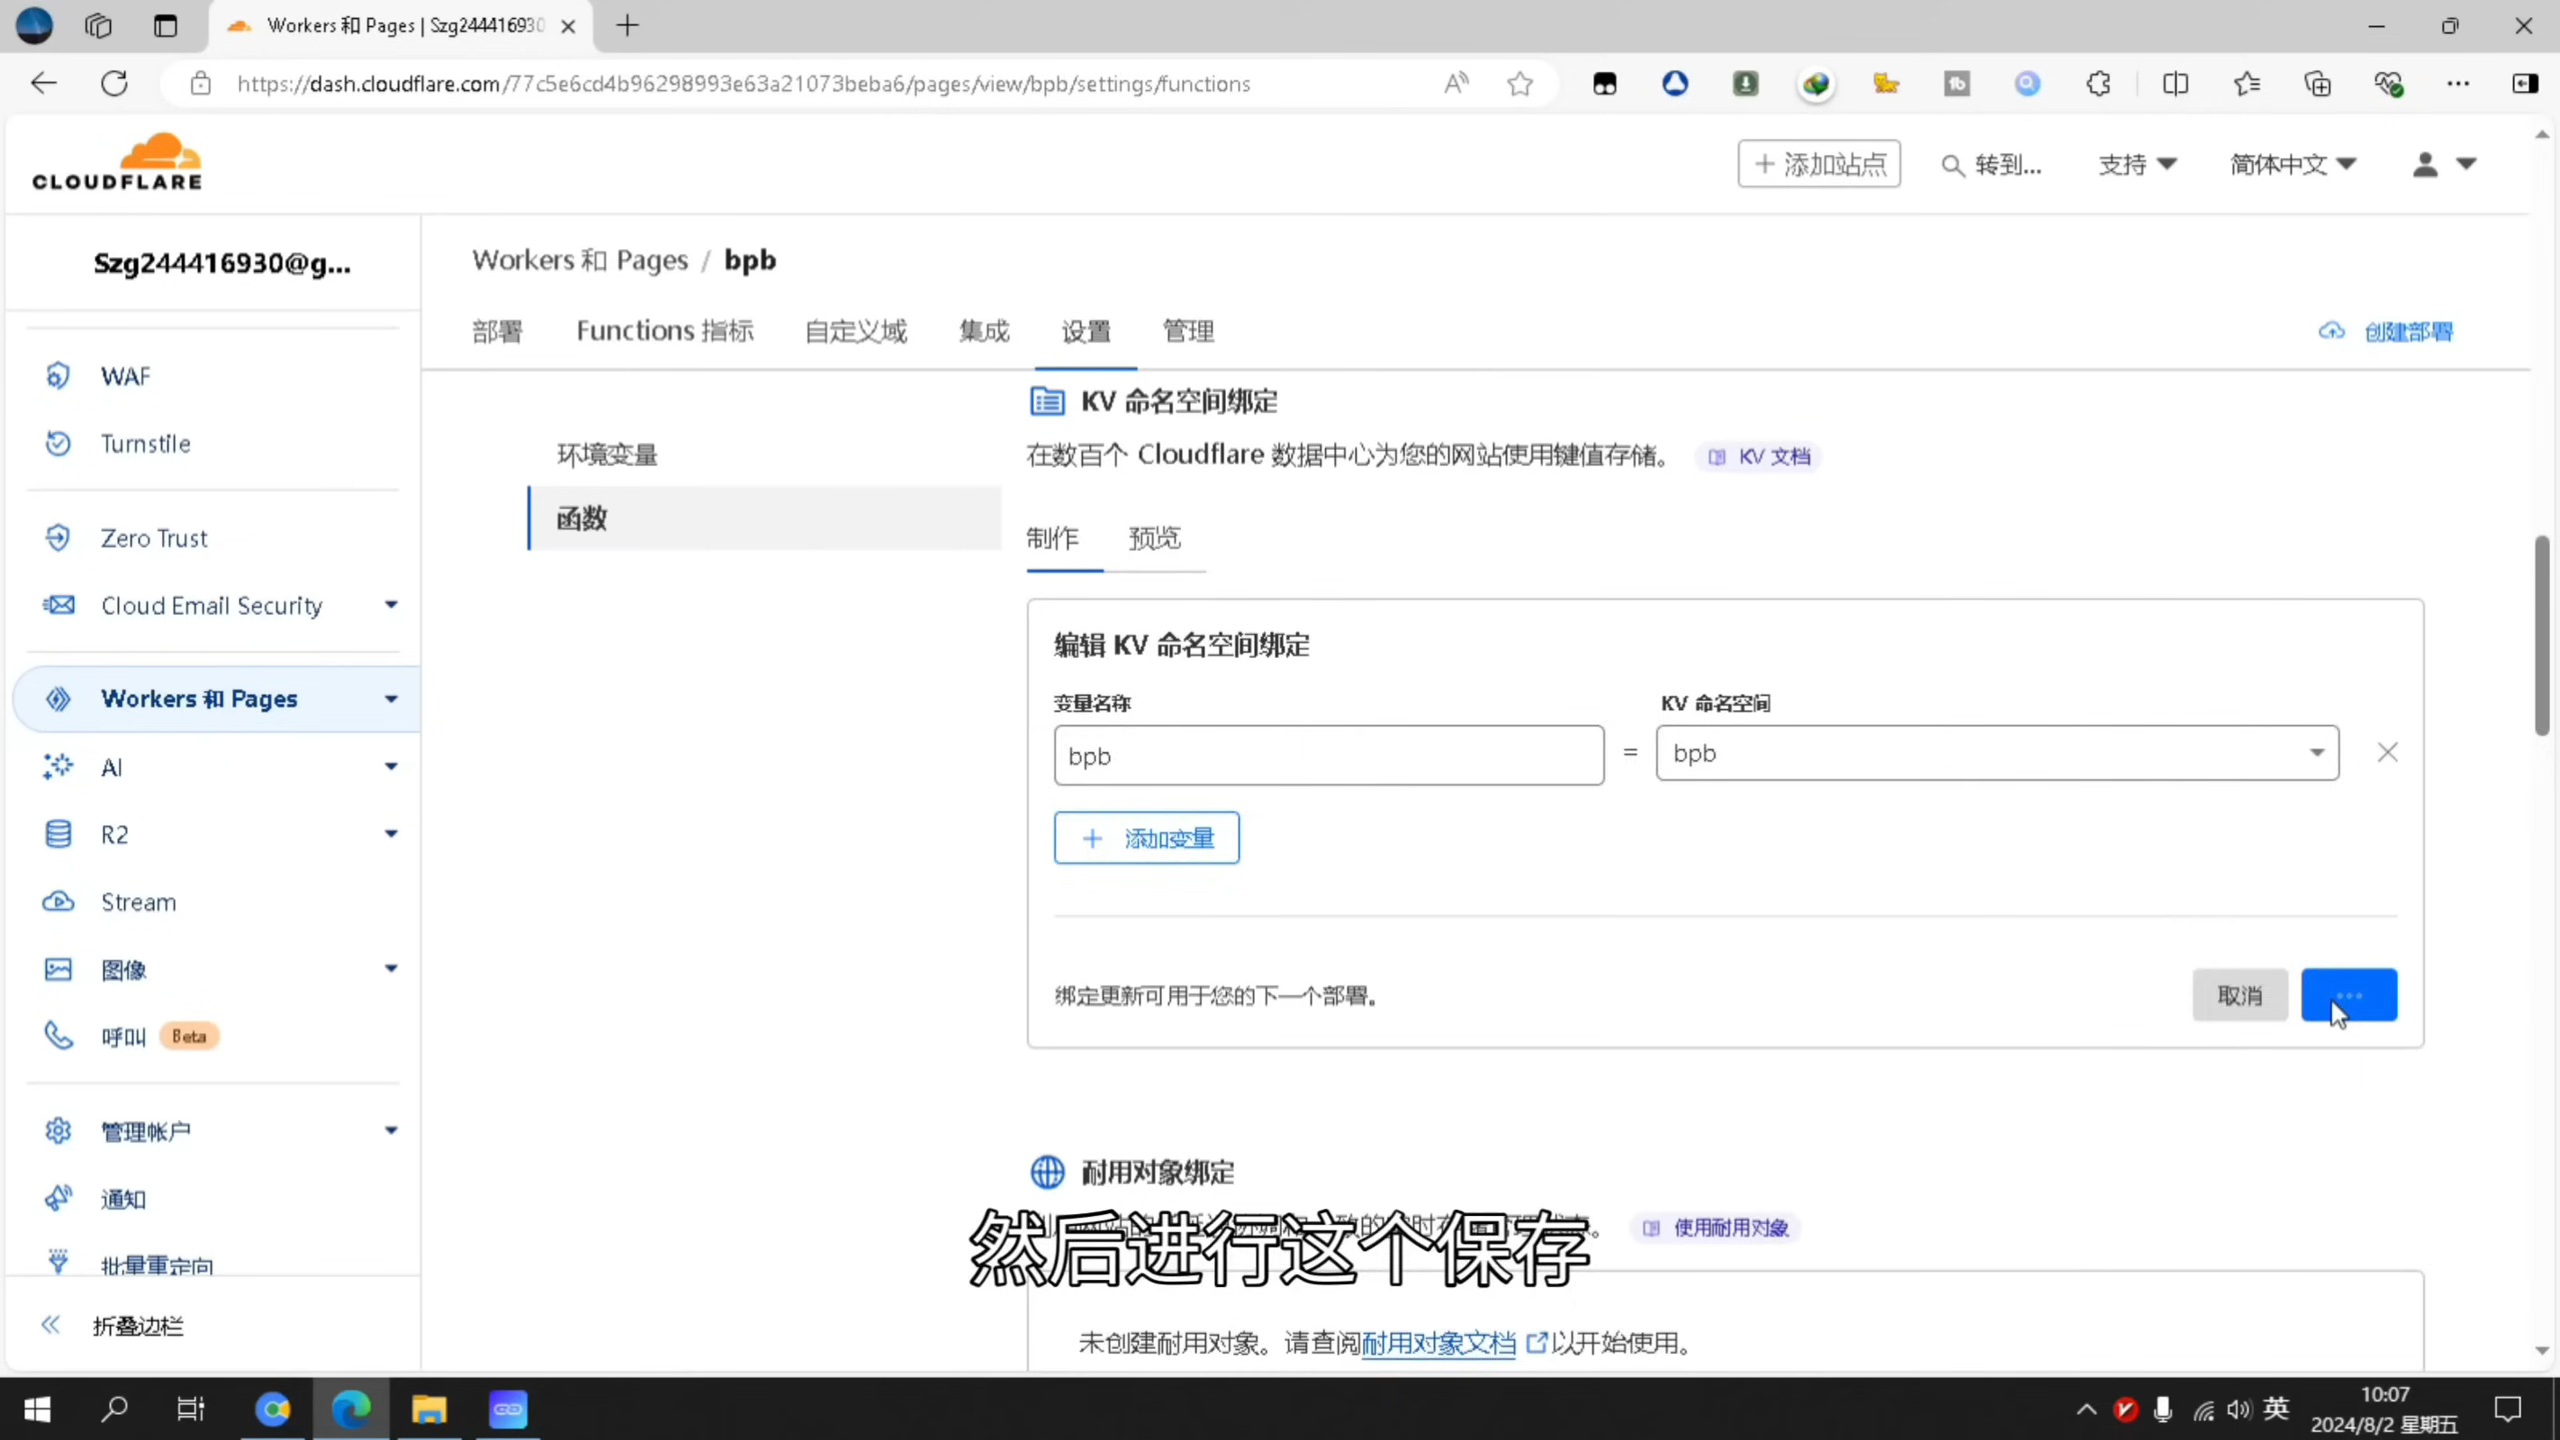 Workers 和 Pages | Szg244416930
https://dash.cloudflare.com/77c5e6cd4b96298993e63a21073beba6/pages/view/bpb/settings/functions
CLOUDFLARE
添加站点
转到...
支持
简体中文
Szg244416930@g...
WAF
Turnstile
Zero Trust
Cloud Email Security
Workers 和 Pages
AI
R2
Stream
图像
呼叫 Beta
管理帐户
通知
批量重定向
折叠边栏
Workers 和 Pages / bpb
部署 Functions 指标 自定义域 集成 设置 管理
创建部署
环境变量
函数
KV 命名空间绑定
在数百个 Cloudflare 数据中心为您的网站使用键值存储。 KV 文档
制作 预览
编辑 KV 命名空间绑定
变量名称 KV 命名空间
bpb = bpb
+ 添加变量
绑定更新可用于您的下一个部署。
取消
耐用对象绑定
使用耐用对象
然后进行这个保存
未创建耐用对象。请查阅耐用对象文档以开始使用。
英
10:07
2024/8/2 星期五